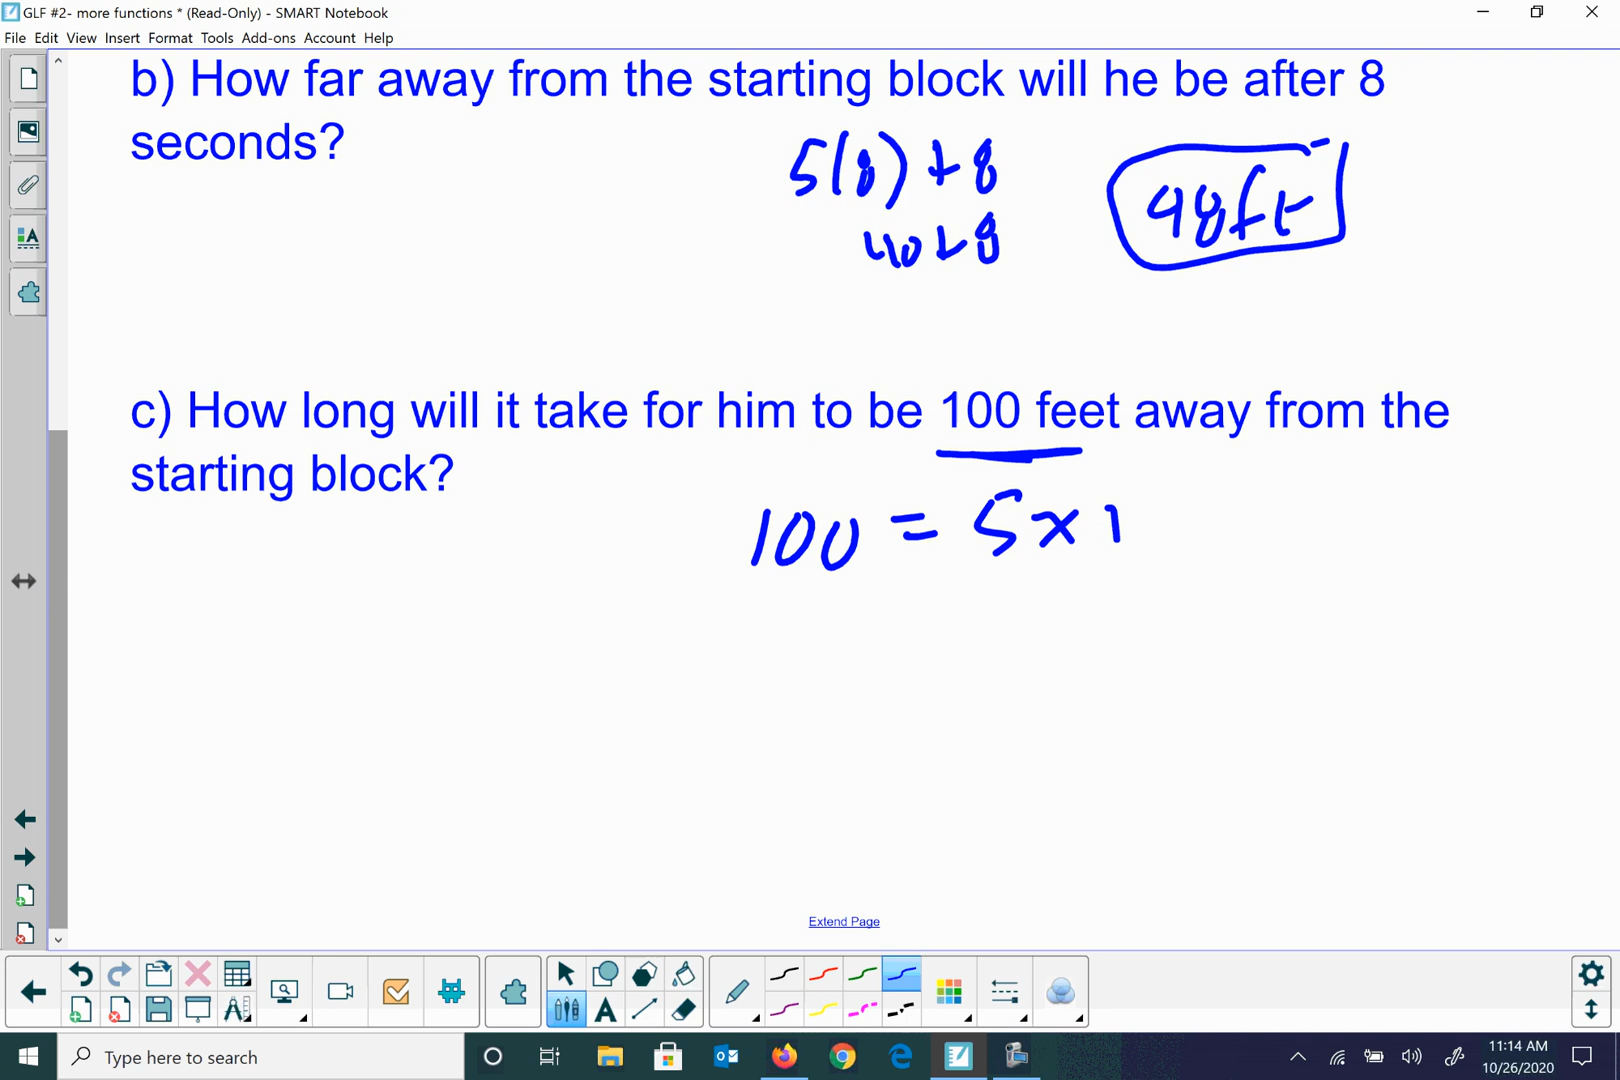 GLF #2- more functions * (Read-Only) - SMART Notebook
File Edit View Insert Format Tools Add-ons Account Help
b) How far away from the starting block will he be after 8
seconds?
5(8) + 8
40 + 8
48ft
c) How long will it take for him to be 100 feet away from the
starting block?
100 = 5x
Extend Page
Type here to search
11:14 AM
10/26/2020